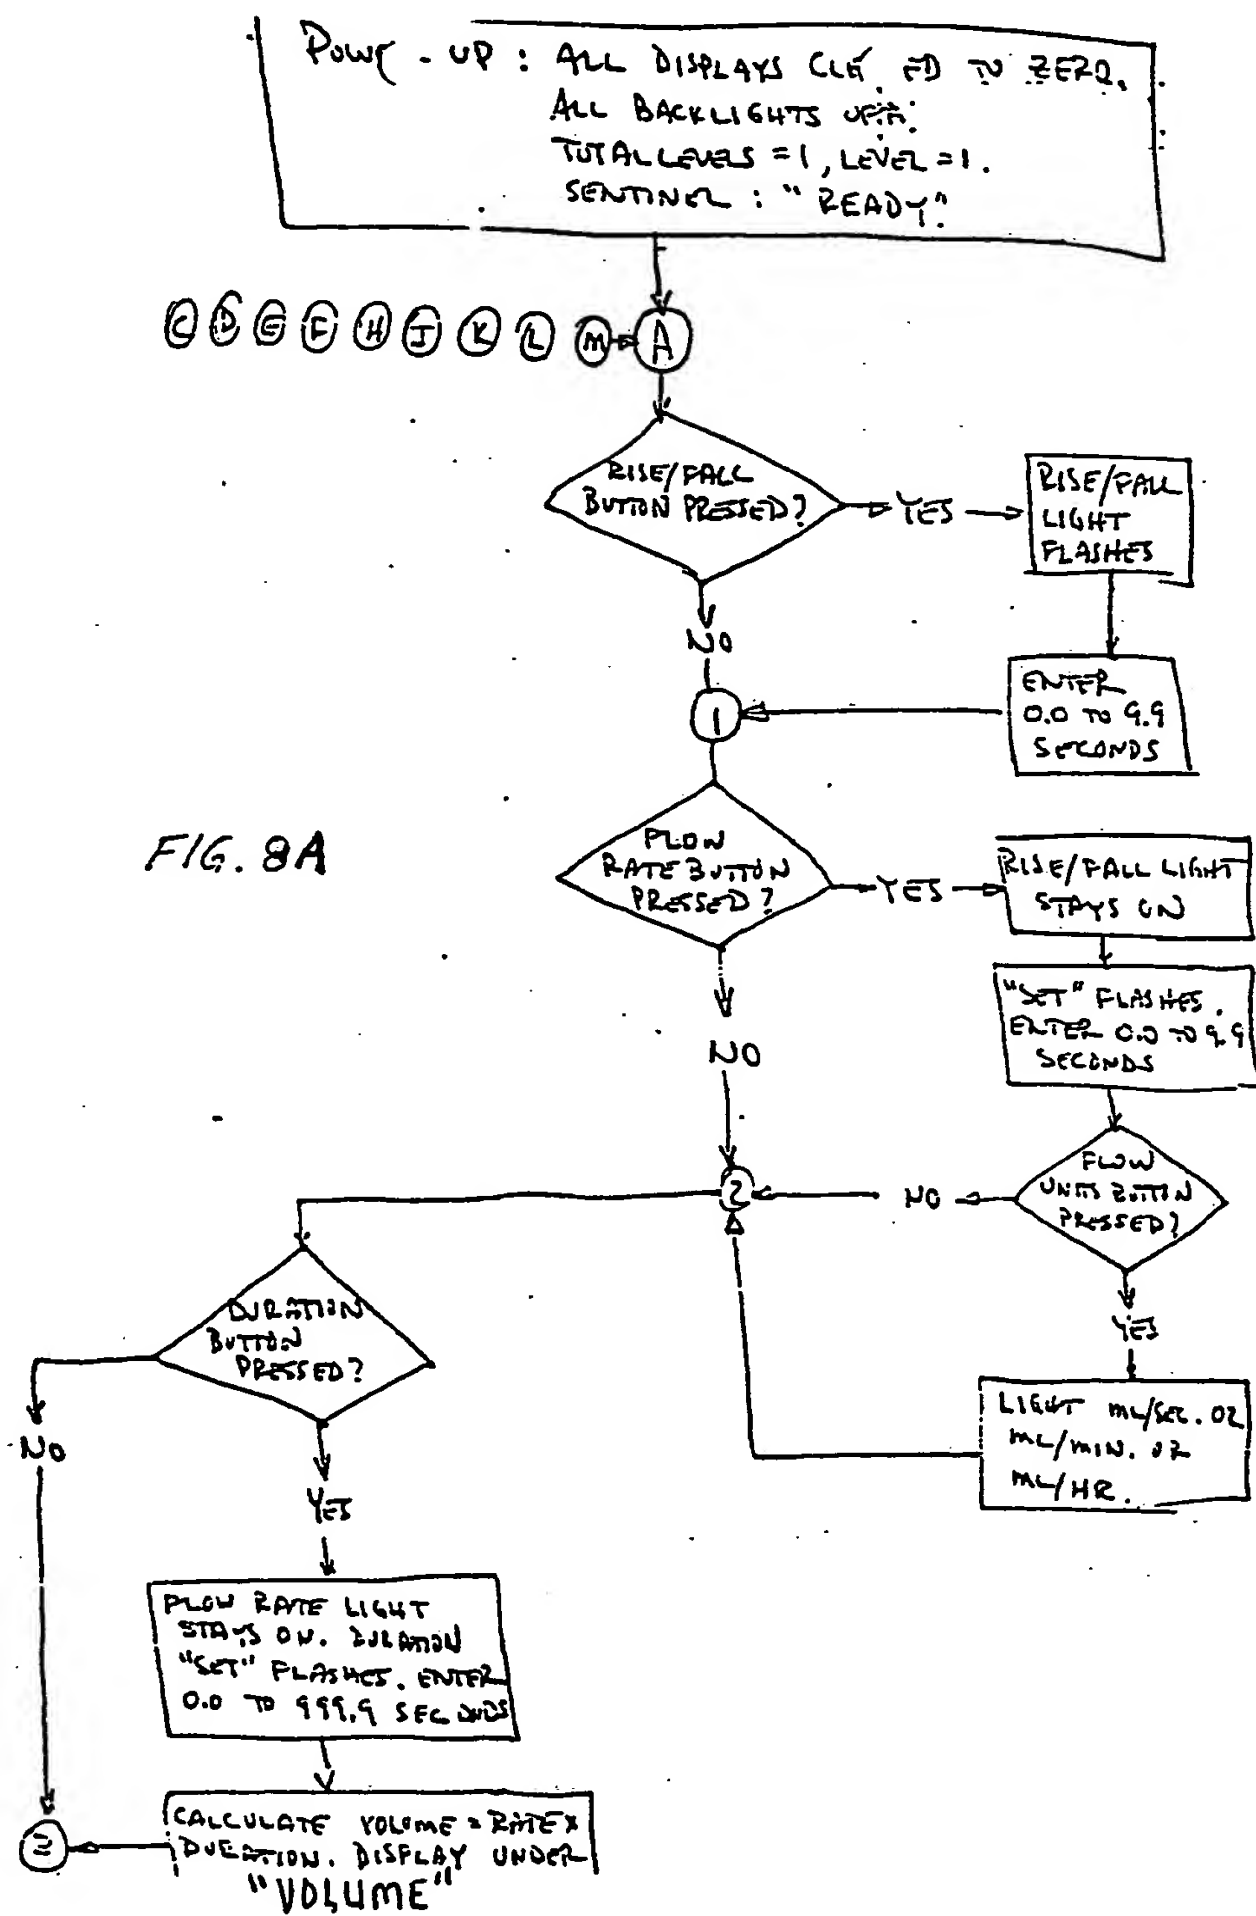 POWER - UP : ALL DISPLAYS CLEARED TO ZERO.
ALL BACKLIGHTS OFF.
TOTAL LEVELS = 1, LEVEL = 1.
SENTINEL : "READY".
C D E F H J K L M A
RISE/FALL
BUTTON PRESSED?
YES
RISE/FALL
LIGHT
FLASHES
NO
ENTER
0.0 TO 9.9
SECONDS
1
FIG. 8A
FLOW
RATE BUTTON
PRESSED?
YES
RISE/FALL LIGHT
STAYS ON
"SET" FLASHES.
ENTER 0.0 TO 9.9
SECONDS
NO
2
NO
FLOW
UNITS BUTTON
PRESSED?
YES
LIGHT ML/SEC. OR
ML/MIN. OR
ML/HR.
DURATION
BUTTON
PRESSED?
NO
YES
FLOW RATE LIGHT
STAYS ON. DURATION
"SET" FLASHES. ENTER
0.0 TO 999.9 SECONDS
CALCULATE VOLUME = RATE X
DURATION. DISPLAY UNDER
"VOLUME"